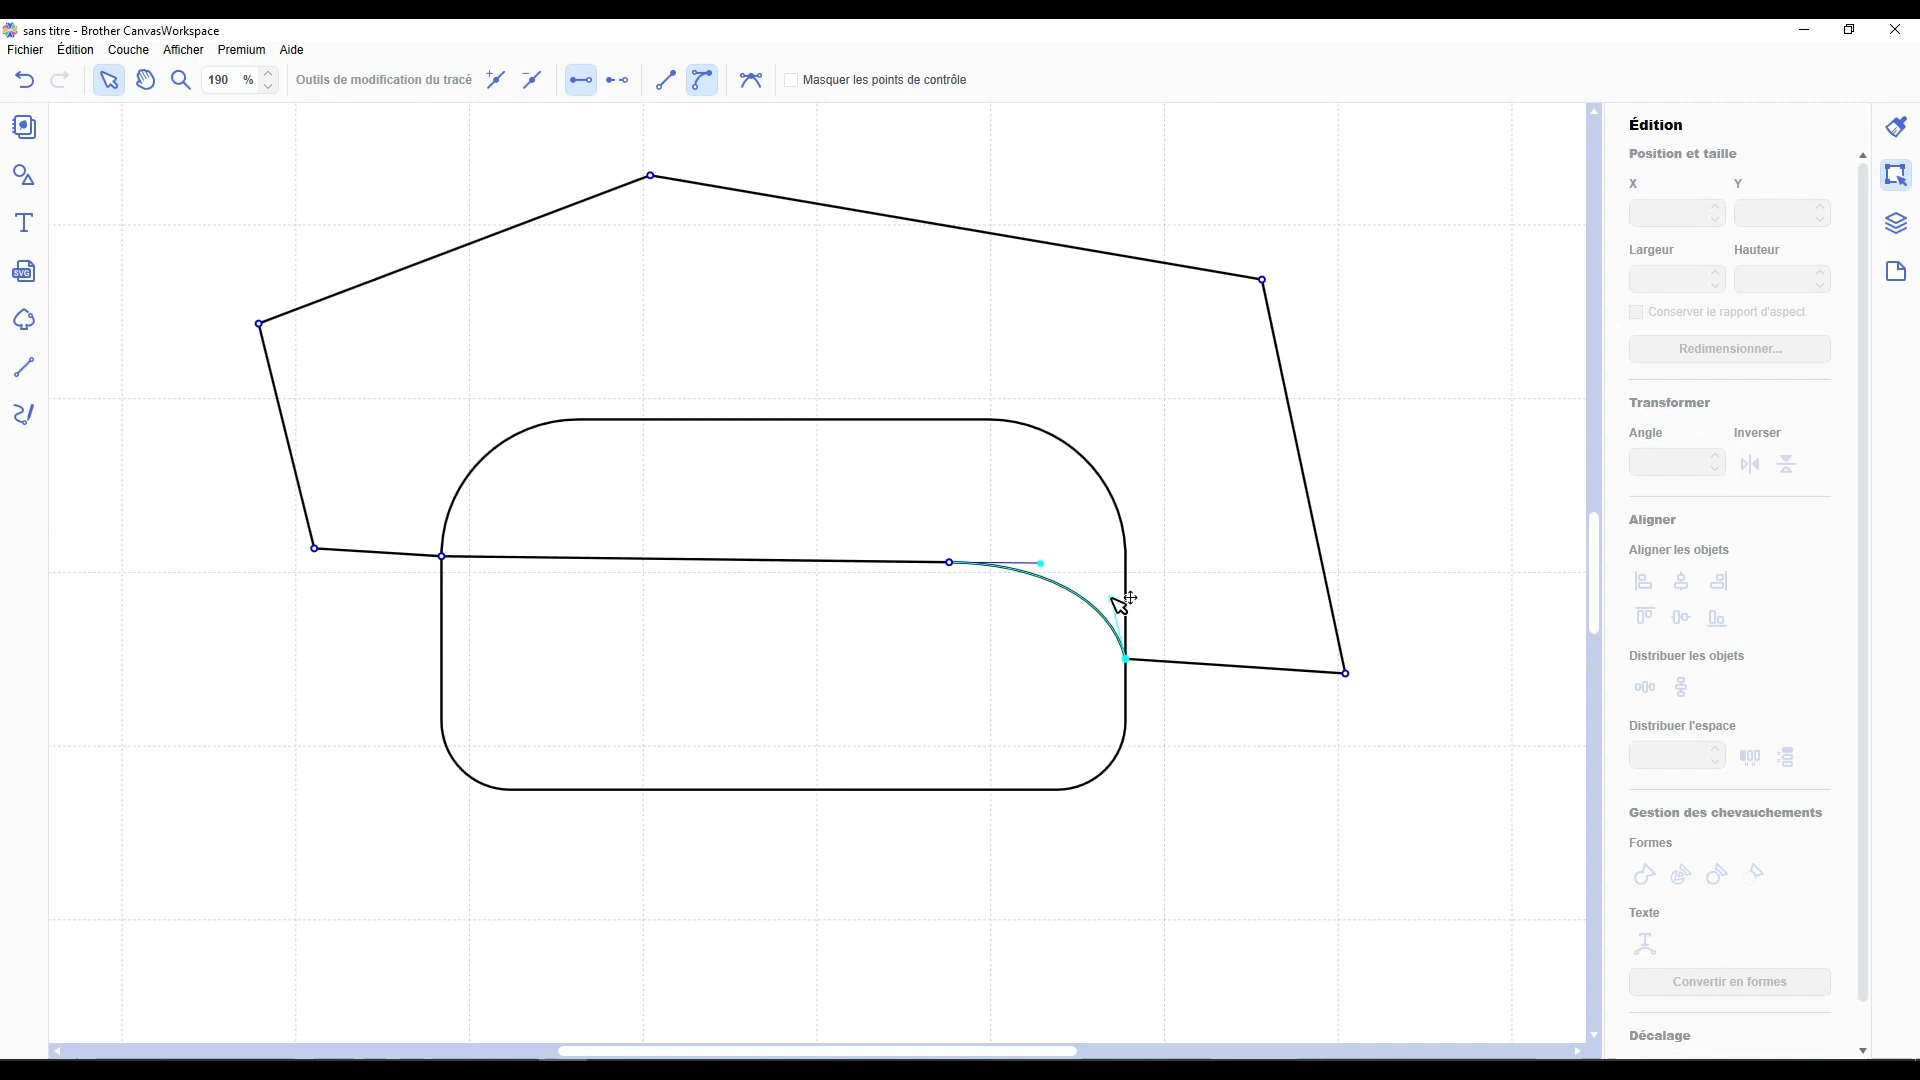 sans titre - Brother CanvasWorkspace
Fichier Édition Couche Afficher Premium Aide
190 % Outils de modification du tracé Masquer les points de contrôle
Édition
Position et taille
X Y
Largeur Hauteur
Conserver le rapport d'aspect
Redimensionner...
Transformer
Angle Inverser
Aligner
Aligner les objets
Distribuer les objets
Distribuer l'espace
Gestion des chevauchements
Formes
Texte
Convertir en formes
Décalage
T
SVG